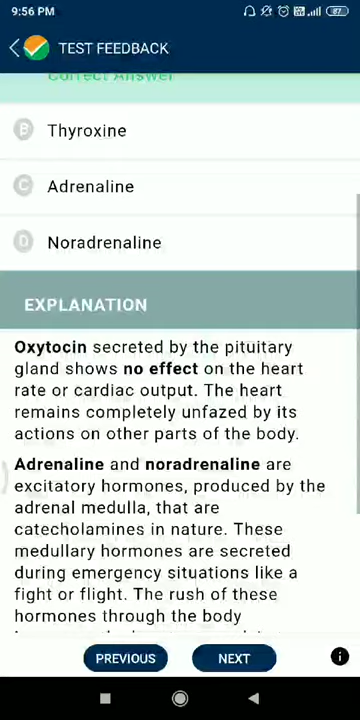 9:56 PM
87
TEST FEEDBACK
Correct Answer
B Thyroxine
C Adrenaline
D Noradrenaline
EXPLANATION
Oxytocin secreted by the pituitary
gland shows no effect on the heart
rate or cardiac output. The heart
remains completely unfazed by its
actions on other parts of the body.
Adrenaline and noradrenaline are
excitatory hormones, produced by the
adrenal medulla, that are
catecholamines in nature. These
medullary hormones are secreted
during emergency situations like a
fight or flight. The rush of these
hormones through the body
PREVIOUS
NEXT